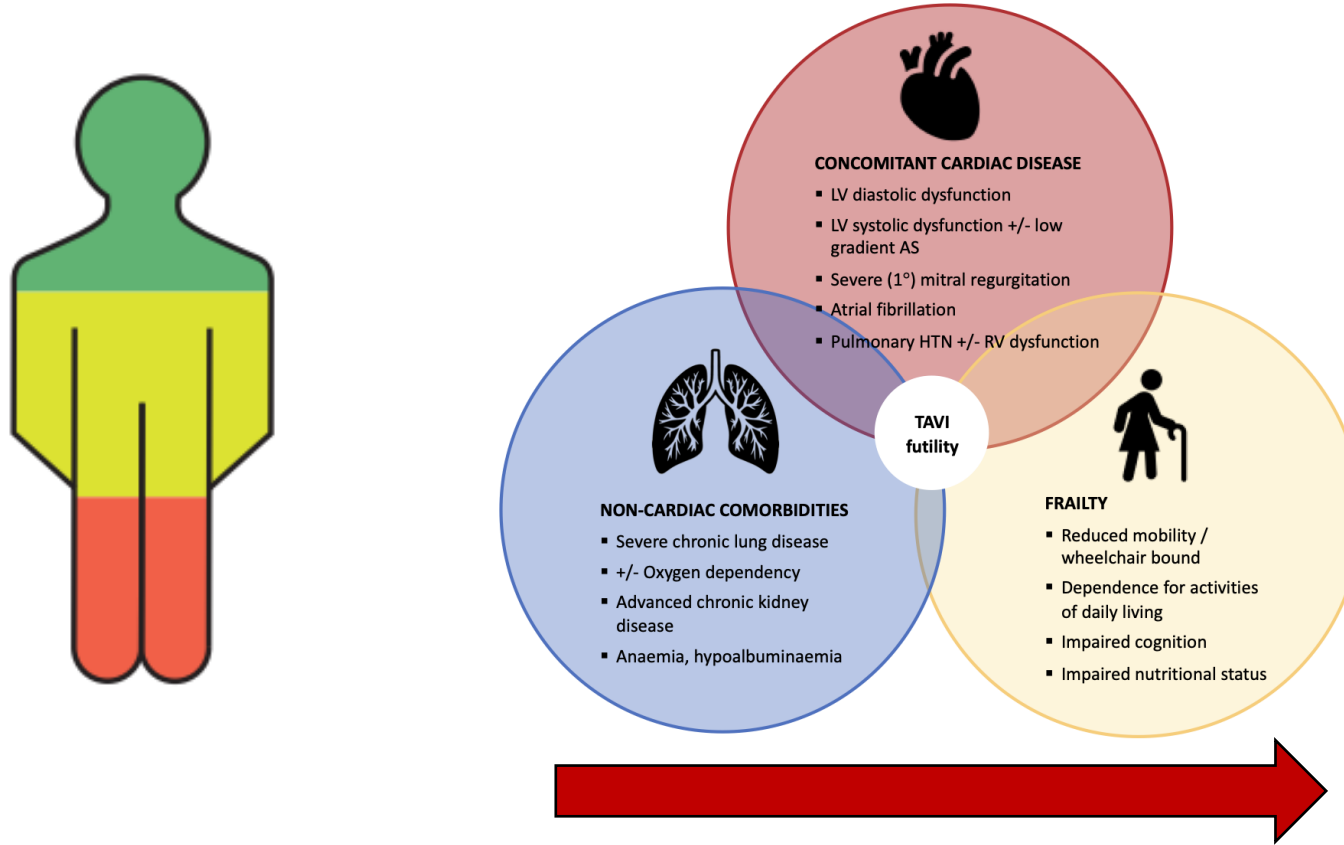 CONCOMITANT CARDIAC DISEASE
▪ LV diastolic dysfunction
▪ LV systolic dysfunction +/- low
gradient AS
▪ Severe (1°) mitral regurgitation
▪ Atrial fibrillation
▪ Pulmonary HTN +/- RV dysfunction
TAVI
futility
NON-CARDIAC COMORBIDITIES
▪ Severe chronic lung disease
▪ +/- Oxygen dependency
▪ Advanced chronic kidney
disease
▪ Anaemia, hypoalbuminaemia
FRAILTY
▪ Reduced mobility /
wheelchair bound
▪ Dependence for activities
of daily living
▪ Impaired cognition
▪ Impaired nutritional status